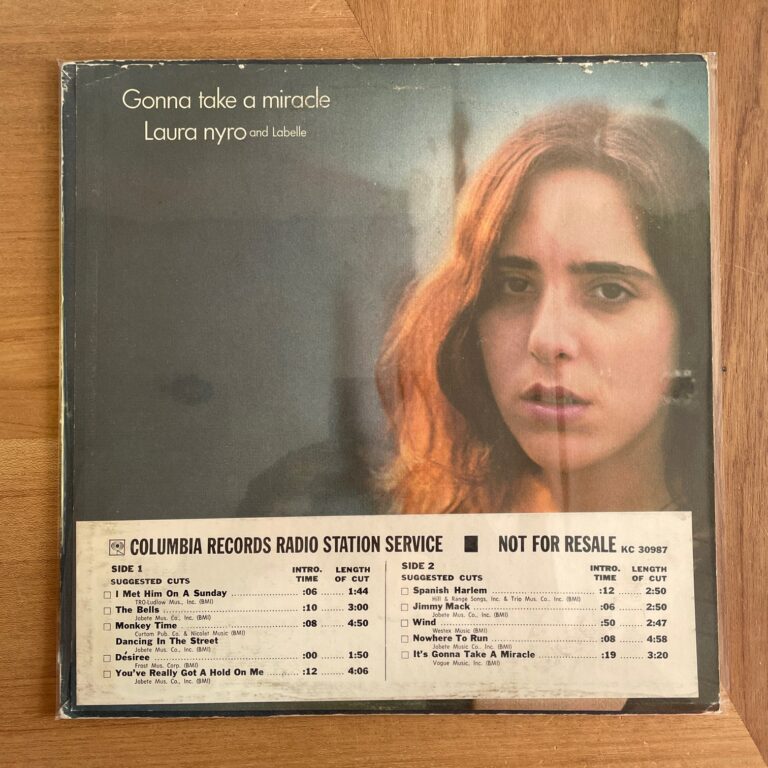 Gonna take a miracle
Laura nyro and Labelle
COLUMBIA RECORDS RADIO STATION SERVICE ■ NOT FOR RESALE KC 30987
SIDE 1
SUGGESTED CUTS INTRO. TIME LENGTH OF CUT
I Met Him On A Sunday :06 1:44
TRO-Ludlow Mus., Inc. (BMI)
The Bells :10 3:00
Jobete Mus. Co., Inc. (BMI)
Monkey Time :08 4:50
Curtom Pub. Co. & Nicolet Music (BMI)
Dancing In The Street
Jobete Mus. Co., Inc. (BMI)
Désiree :00 1:50
Frost Mus. Corp. (BMI)
You've Really Got A Hold On Me :12 4:06
Jobete Mus. Co., Inc. (BMI)
SIDE 2
SUGGESTED CUTS INTRO. TIME LENGTH OF CUT
Spanish Harlem :12 2:50
Hill & Range Songs, Inc. & Trio Mus. Co., Inc. (BMI)
Jimmy Mack :06 2:50
Jobete Mus. Co., Inc. (BMI)
Wind :50 2:47
Westex Music (BMI)
Nowhere To Run :08 4:58
Jobete Music Co., Inc. (BMI)
It's Gonna Take A Miracle :19 3:20
Vogue Music, Inc. (BMI)